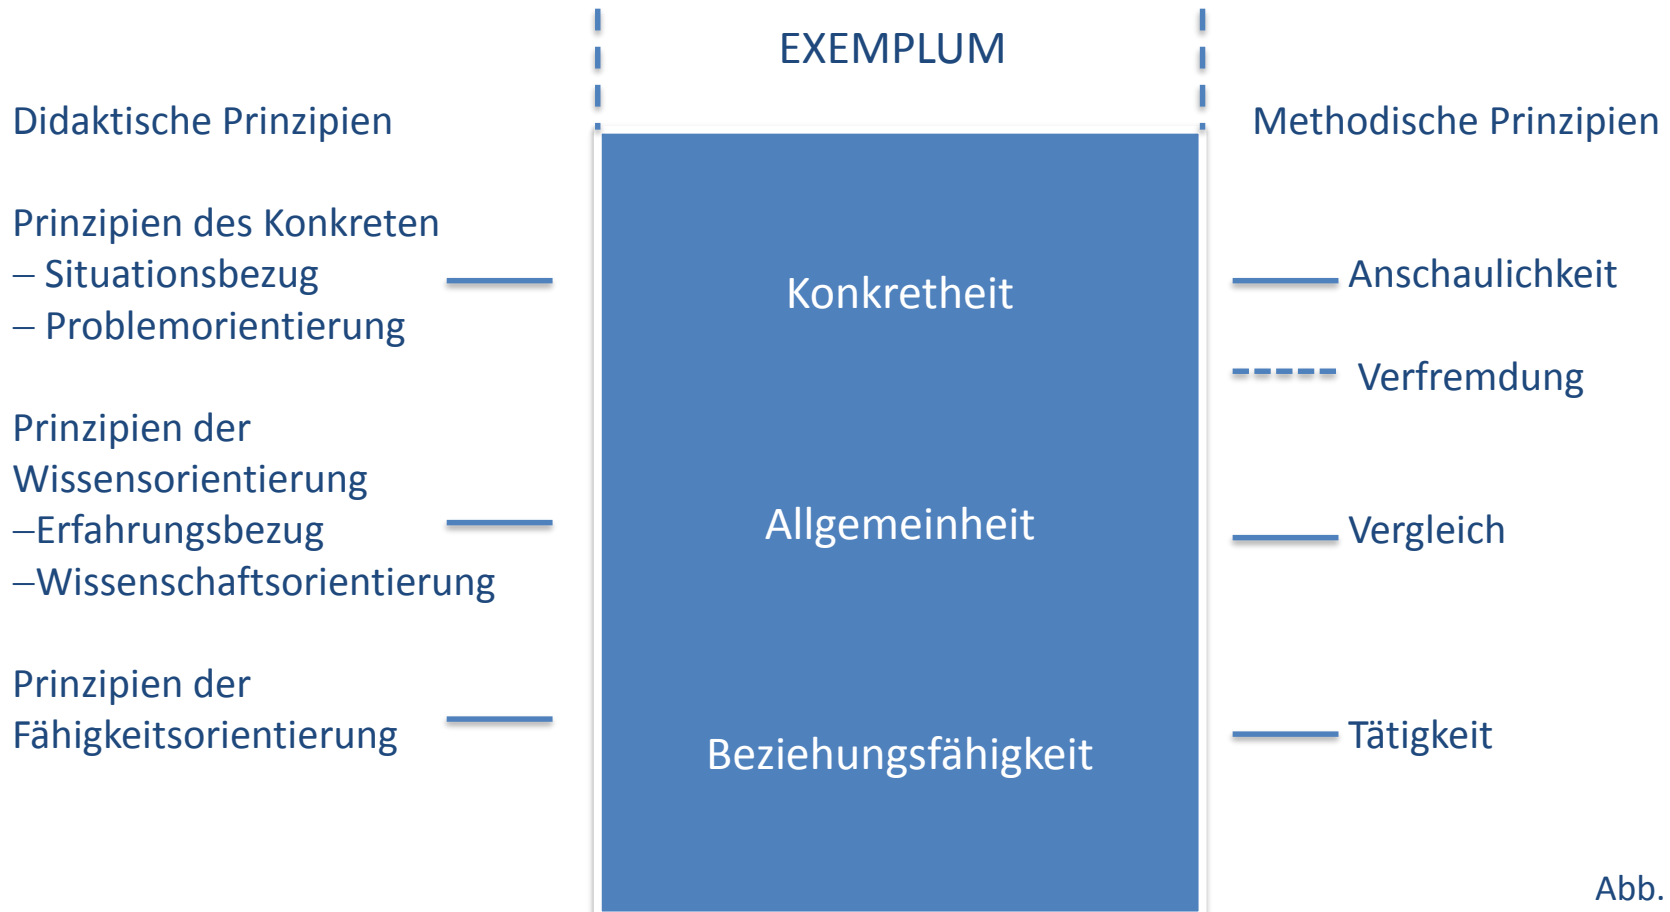 EXEMPLUM
Didaktische Prinzipien
Prinzipien des Konkreten
– Situationsbezug
– Problemorientierung
Prinzipien der
Wissensorientierung
–Erfahrungsbezug
–Wissenschaftsorientierung
Prinzipien der
Fähigkeitsorientierung
Konkretheit
Allgemeinheit
Beziehungsfähigkeit
Methodische Prinzipien
Anschaulichkeit
Verfremdung
Vergleich
Tätigkeit
Abb.